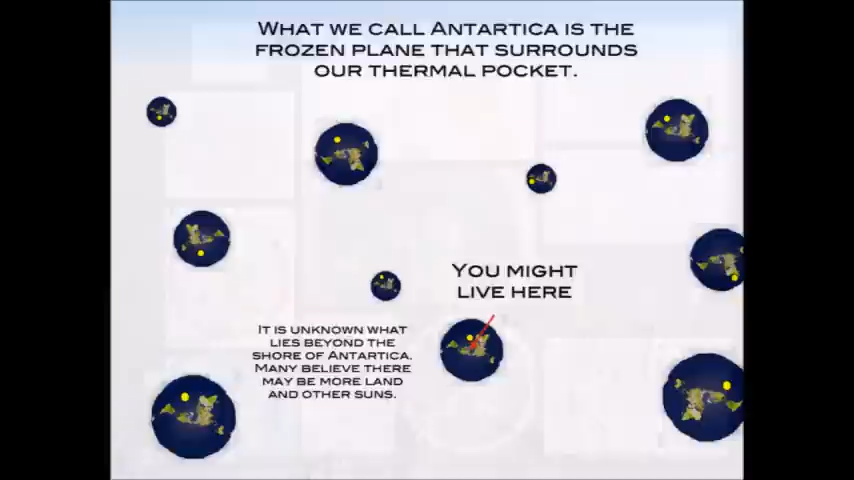 What we call Antartica is the
frozen plane that surrounds
our thermal pocket.
You might
live here
It is unknown what
lies beyond the
shore of Antartica.
Many believe there
may be more land
and other suns.